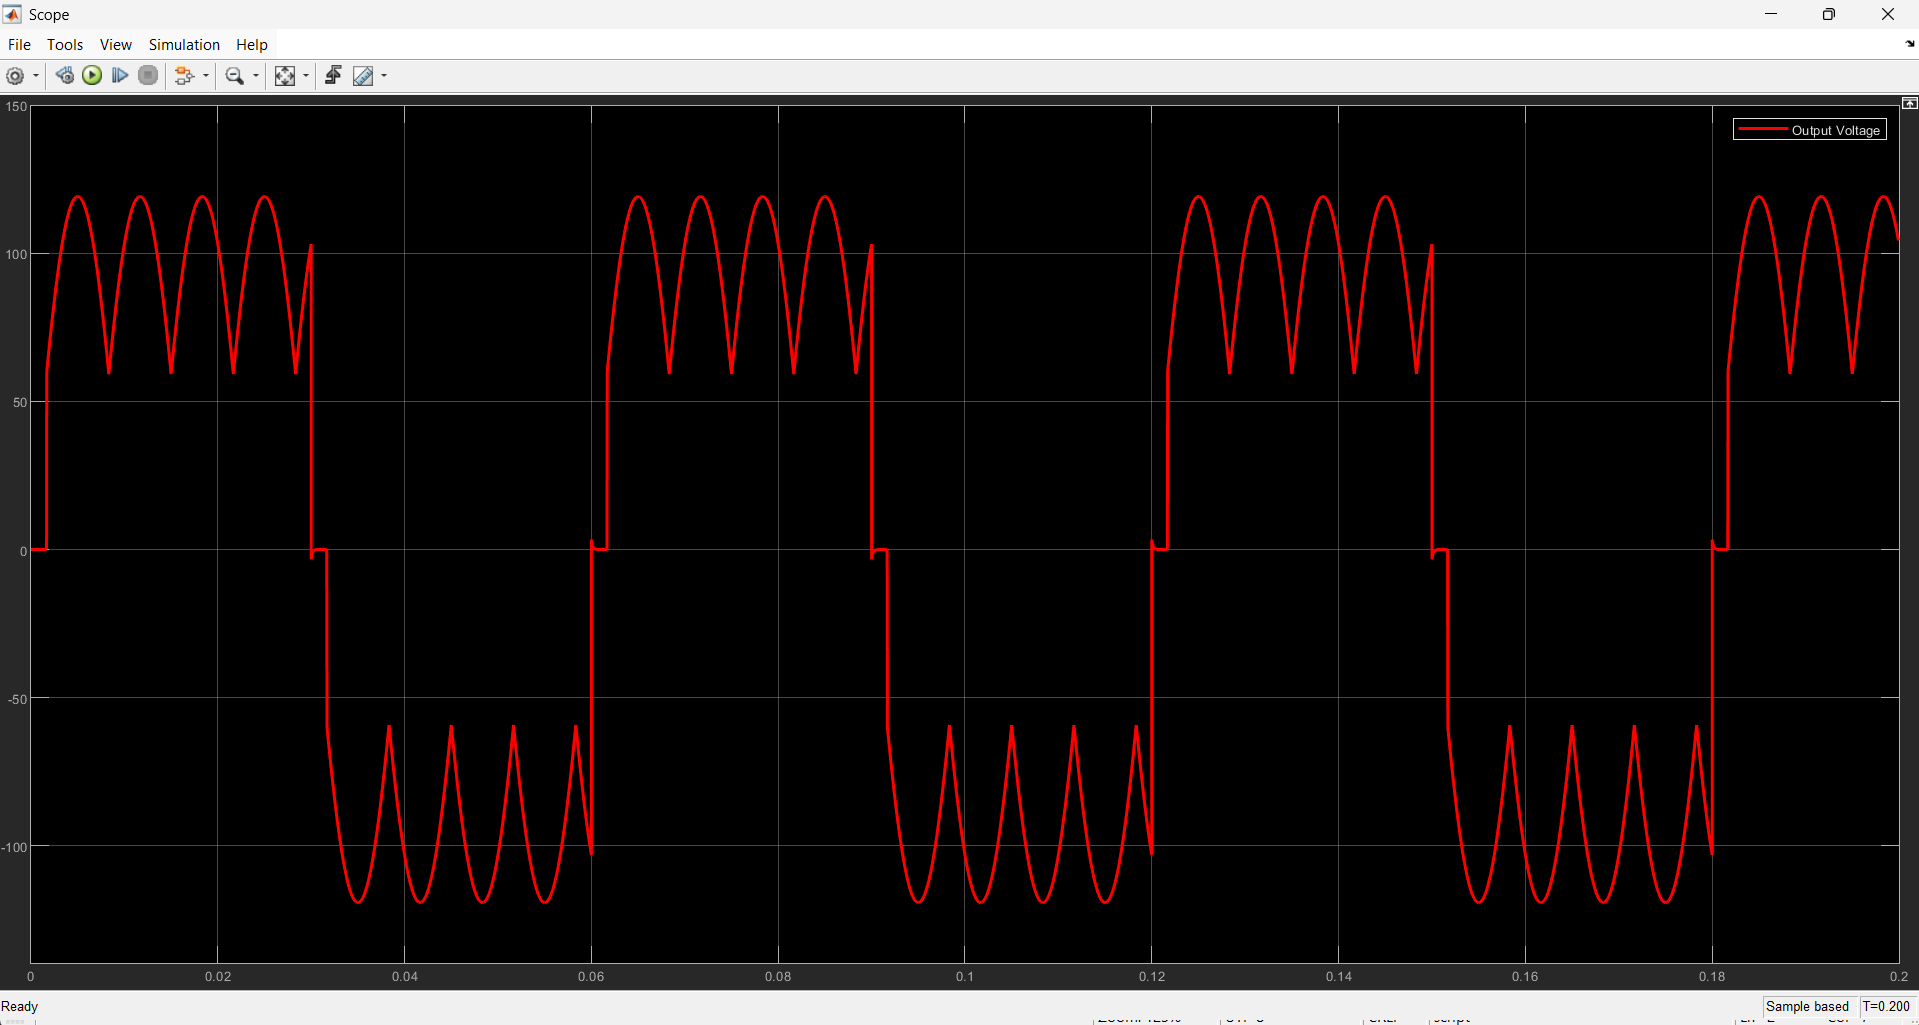 Scope
File Tools View Simulation Help
Output Voltage
150
100
50
0
-50
-100
0 0.02 0.04 0.06 0.08 0.1 0.12 0.14 0.16 0.18 0.2
Ready
Sample based T=0.200